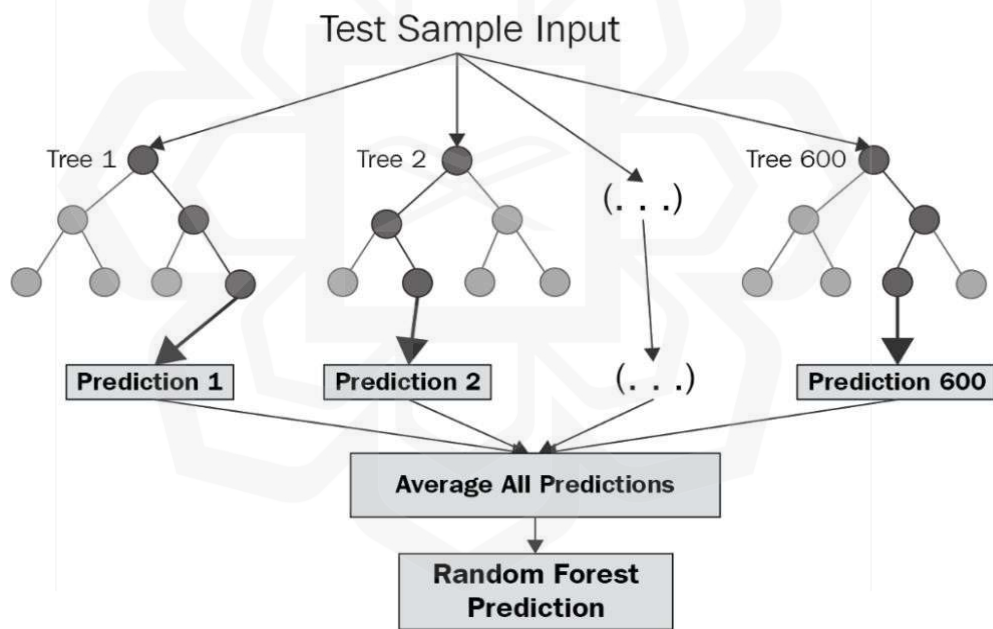 Test Sample Input
Tree 1
Tree 2
Tree 600
(. . .)
Prediction 1
Prediction 2
(. . .)
Prediction 600
Average All Predictions
Random Forest
Prediction